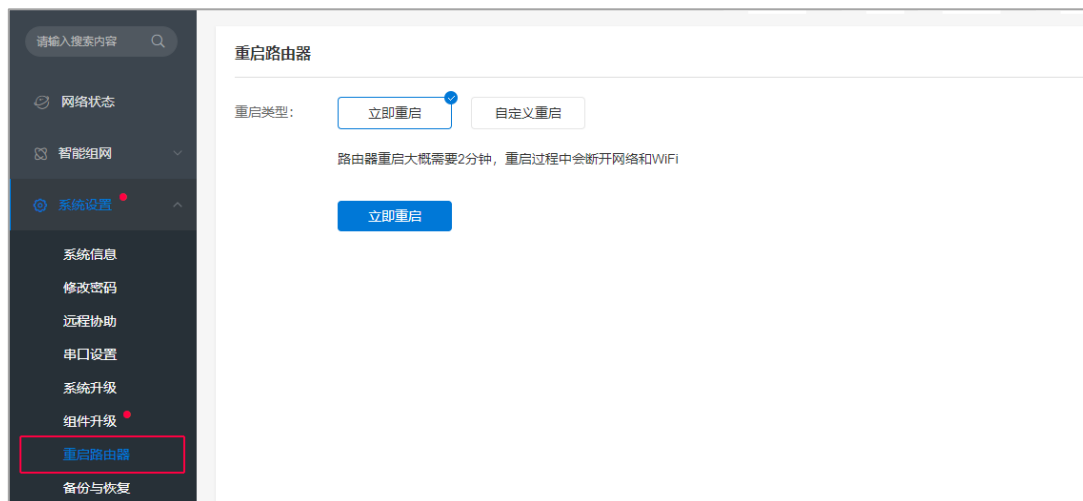 请输入搜索内容
网络状态
智能组网
系统设置
系统信息
修改密码
远程协助
串口设置
系统升级
组件升级
重启路由器
备份与恢复
重启路由器
重启类型：
立即重启
自定义重启
路由器重启大概需要2分钟，重启过程中会断开网络和WiFi
立即重启